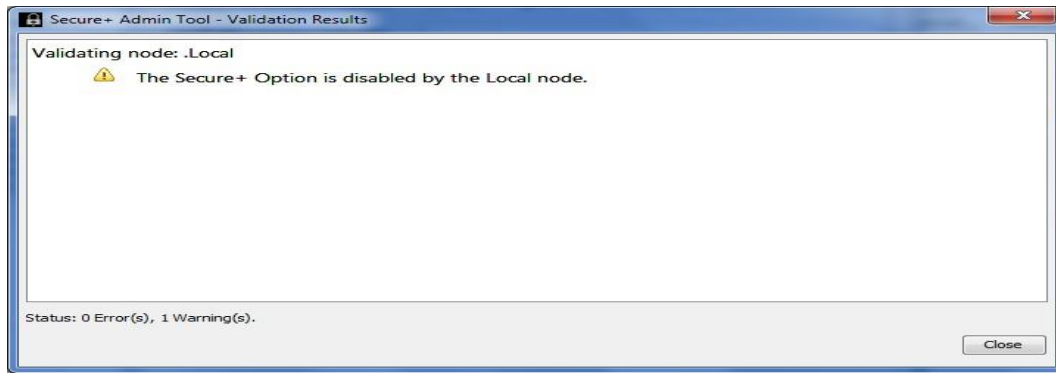 Secure+ Admin Tool - Validation Results
Validating node: .Local
The Secure+ Option is disabled by the Local node.
Status: 0 Error(s), 1 Warning(s).
Close